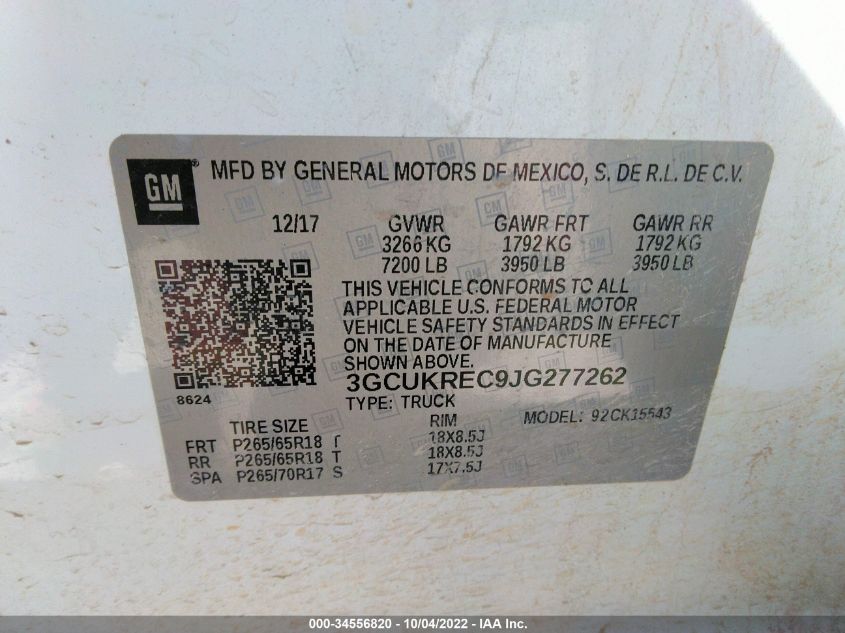 GM
MFD BY GENERAL MOTORS DE MEXICO, S. DE R.L. DE C.V.
12/17 GVWR GAWR FRT GAWR RR
3266 KG 1792 KG 1792 KG
7200 LB 3950 LB 3950 LB
THIS VEHICLE CONFORMS TO ALL
APPLICABLE U.S. FEDERAL MOTOR
VEHICLE SAFETY STANDARDS IN EFFECT
ON THE DATE OF MANUFACTURE
SHOWN ABOVE.
3GCUKREC9JG277262
8624
TYPE: TRUCK
TIRE SIZE RIM MODEL: 92CK15543
FRT P265/65R18 18X8.5J
RR P265/65R18 T 18X8.5J
SPA P265/70R17 S 17X7.5J
000-34556820 - 10/04/2022 - IAA Inc.